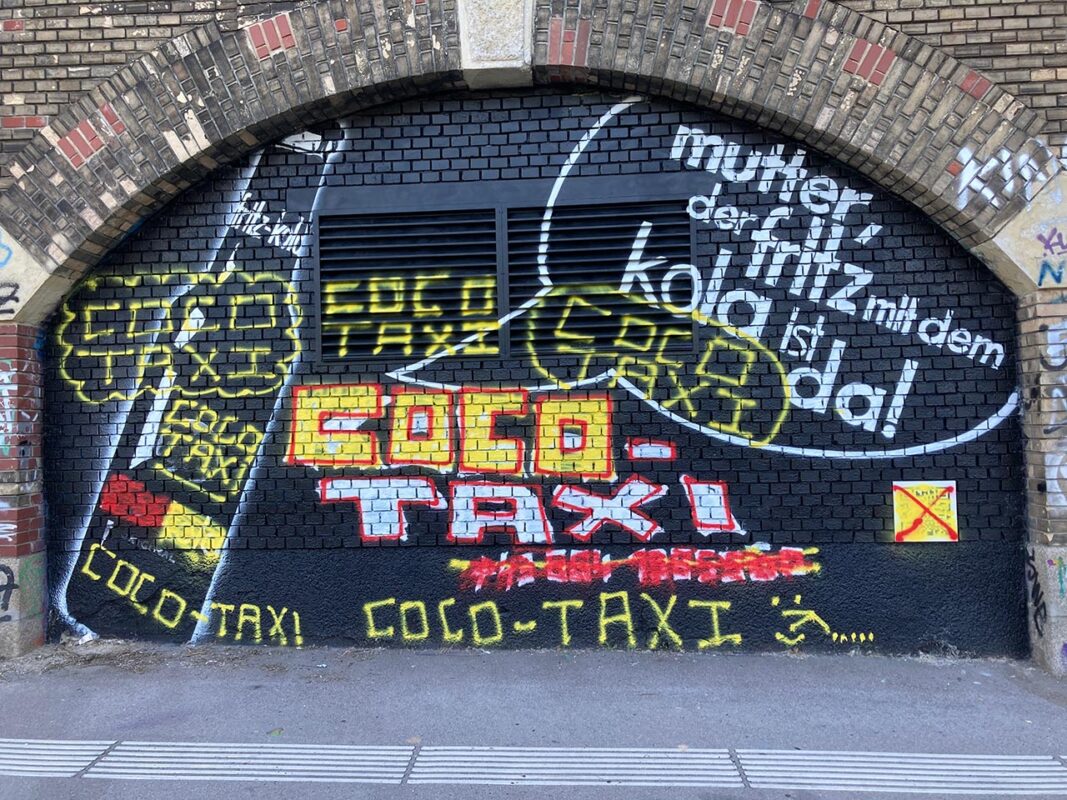 mutter,
der fritz mit dem
kola ist
da!
fritz-kola
COCO
TAXI
COCO
TAXI
COCO
TAXI
COCO
TAXI
COCO-
TAXI
COCO-TAXI
COCO-TAXI